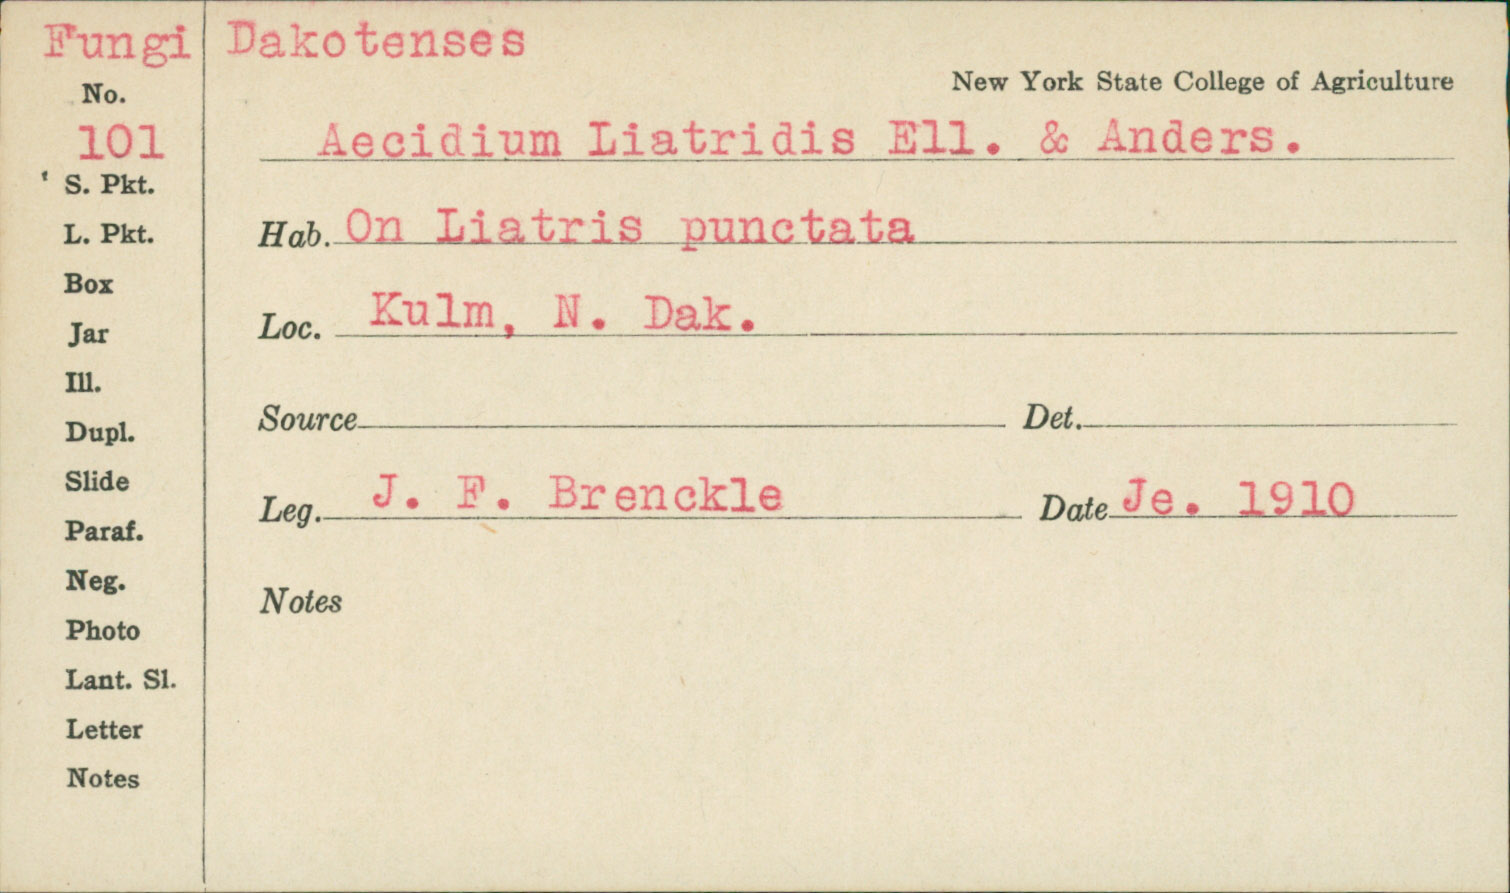 Fungi Dakotenses
New York State College of Agriculture
No.
101
Aecidium Liatridis Ell. & Anders.
S. Pkt.
L. Pkt.
Box
Jar
Ill.
Dupl.
Slide
Paraf.
Neg.
Photo
Lant. Sl.
Letter
Notes
Hab. On Liatris punctata
Loc. Kulm, N. Dak.
Source Det.
Leg. J. F. Brenckle Date Je. 1910
Notes